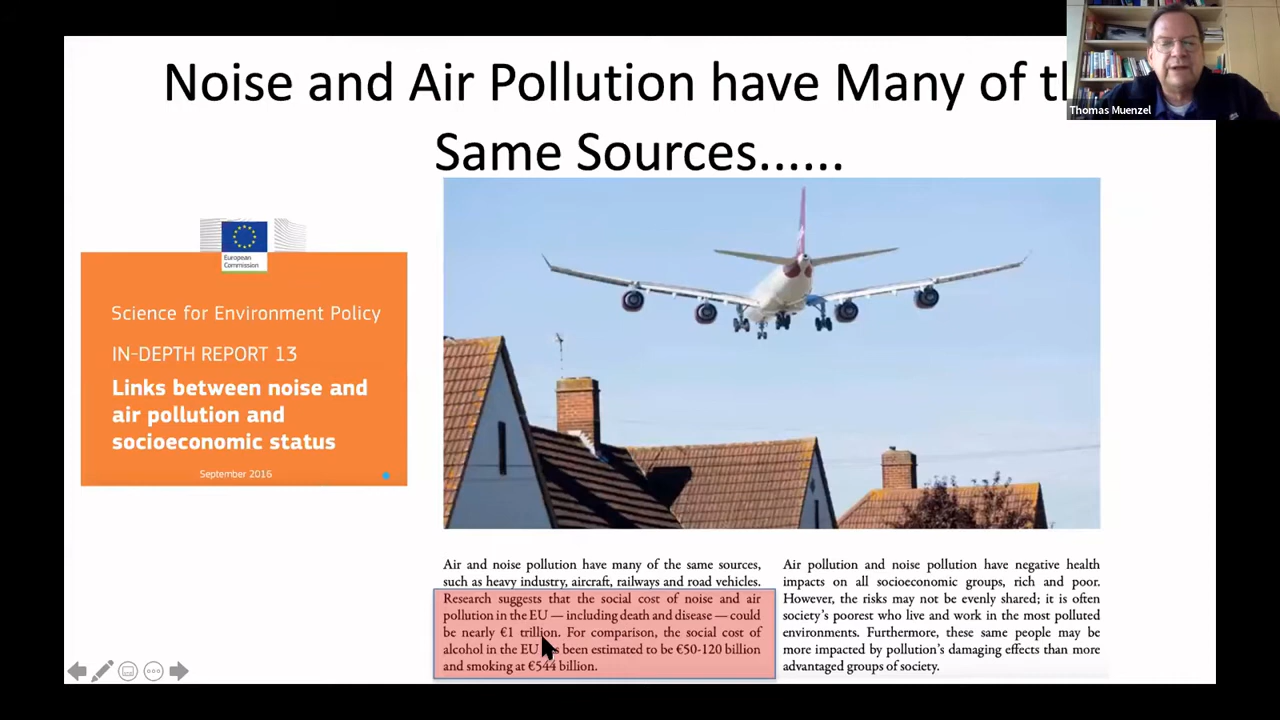 Noise and Air Pollution have Many of
Same Sources......
Thomas Muenzel
European
Commission
Science for Environment Policy
IN-DEPTH REPORT 13
Links between noise and
air pollution and
socioeconomic status
September 2016
Air and noise pollution have many of the same sources,
such as heavy industry, aircraft, railways and road vehicles.
Research suggests that the social cost of noise and air
pollution in the EU — including death and disease — could
be nearly €1 trillion. For comparison, the social cost of
alcohol in the EU been estimated to be €50-120 billion
and smoking at €544 billion.
Air pollution and noise pollution have negative health
impacts on all socioeconomic groups, rich and poor.
However, the risks may not be evenly shared; it is often
society's poorest who live and work in the most polluted
environments. Furthermore, these same people may be
more impacted by pollution's damaging effects than more
advantaged groups of society.